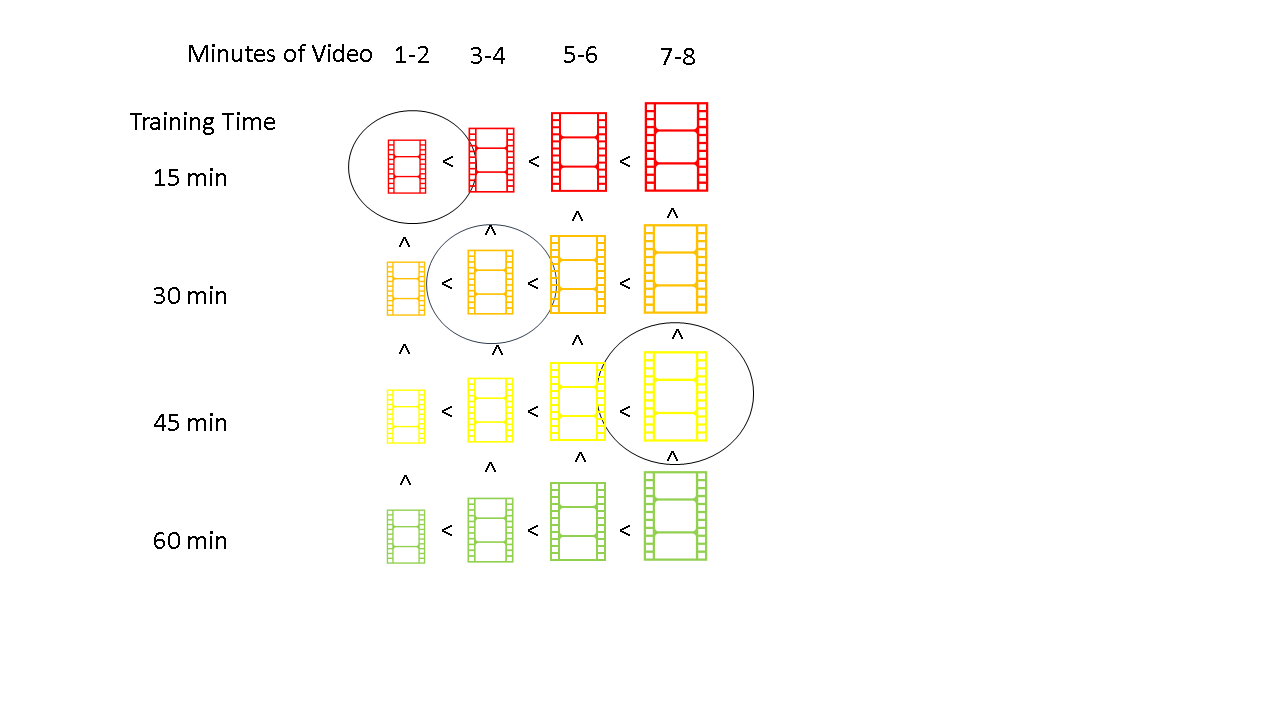 Minutes of Video 1-2 3-4 5-6 7-8
Training Time
15 min < < <
^ ^ ^ ^
30 min < < <
^ ^ ^ ^
45 min < < <
^ ^ ^ ^
60 min < < <